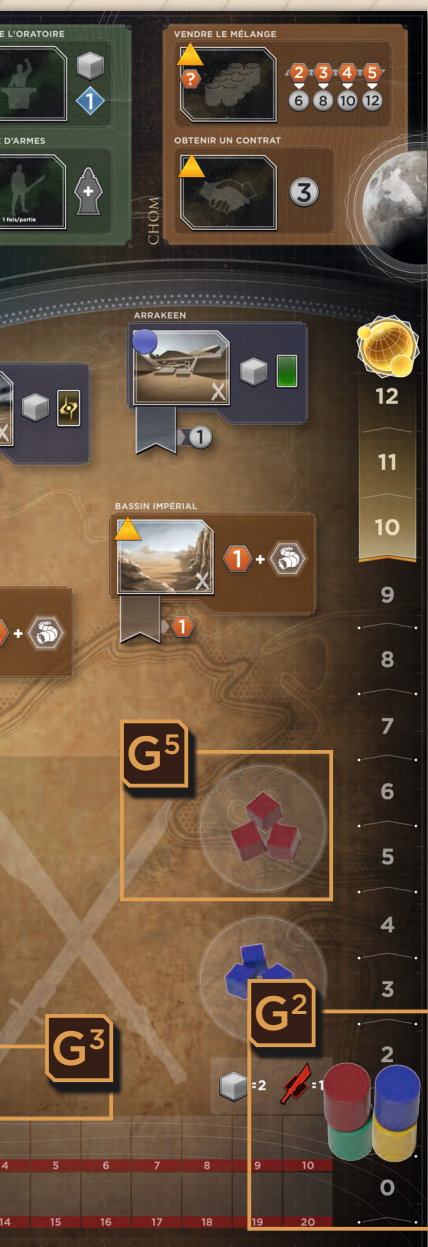 E L'ORATOIRE
1
D'ARMES
1 fois/partie
+
VENDRE LE MÉLANGE
?
2 3 4 5
6 8 10 12
OBTENIR UN CONTRAT
3
CHOM
ARRAKEEN
X
1
X
BASSIN IMPÉRIAL
X
1 +
1
+
12
11
10
9
8
7
6
5
4
3
2
0
G5
G2
G3
=2
=1
4 5 6 7 8 9 10
14 15 16 17 18 19 20